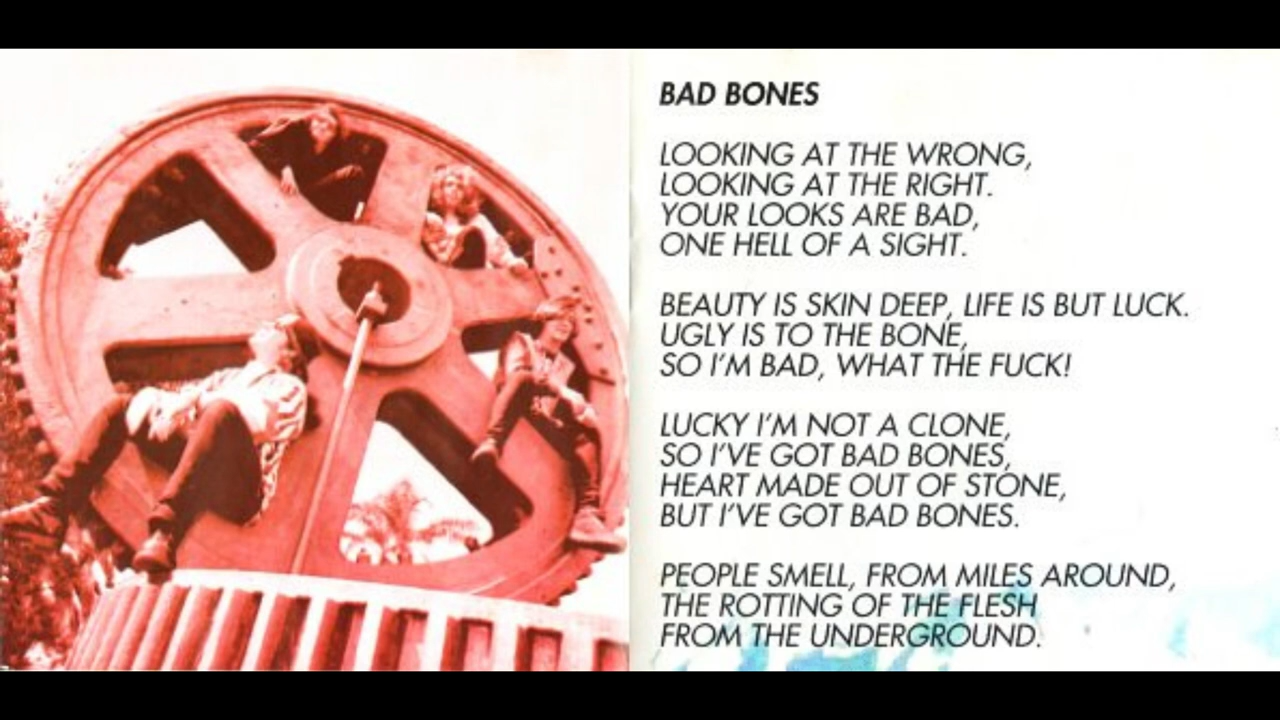 BAD BONES
LOOKING AT THE WRONG,
LOOKING AT THE RIGHT.
YOUR LOOKS ARE BAD,
ONE HELL OF A SIGHT.
BEAUTY IS SKIN DEEP, LIFE IS BUT LUCK.
UGLY IS TO THE BONE,
SO I'M BAD, WHAT THE FUCK!
LUCKY I'M NOT A CLONE,
SO I'VE GOT BAD BONES,
HEART MADE OUT OF STONE,
BUT I'VE GOT BAD BONES.
PEOPLE SMELL, FROM MILES AROUND,
THE ROTTING OF THE FLESH
FROM THE UNDERGROUND.